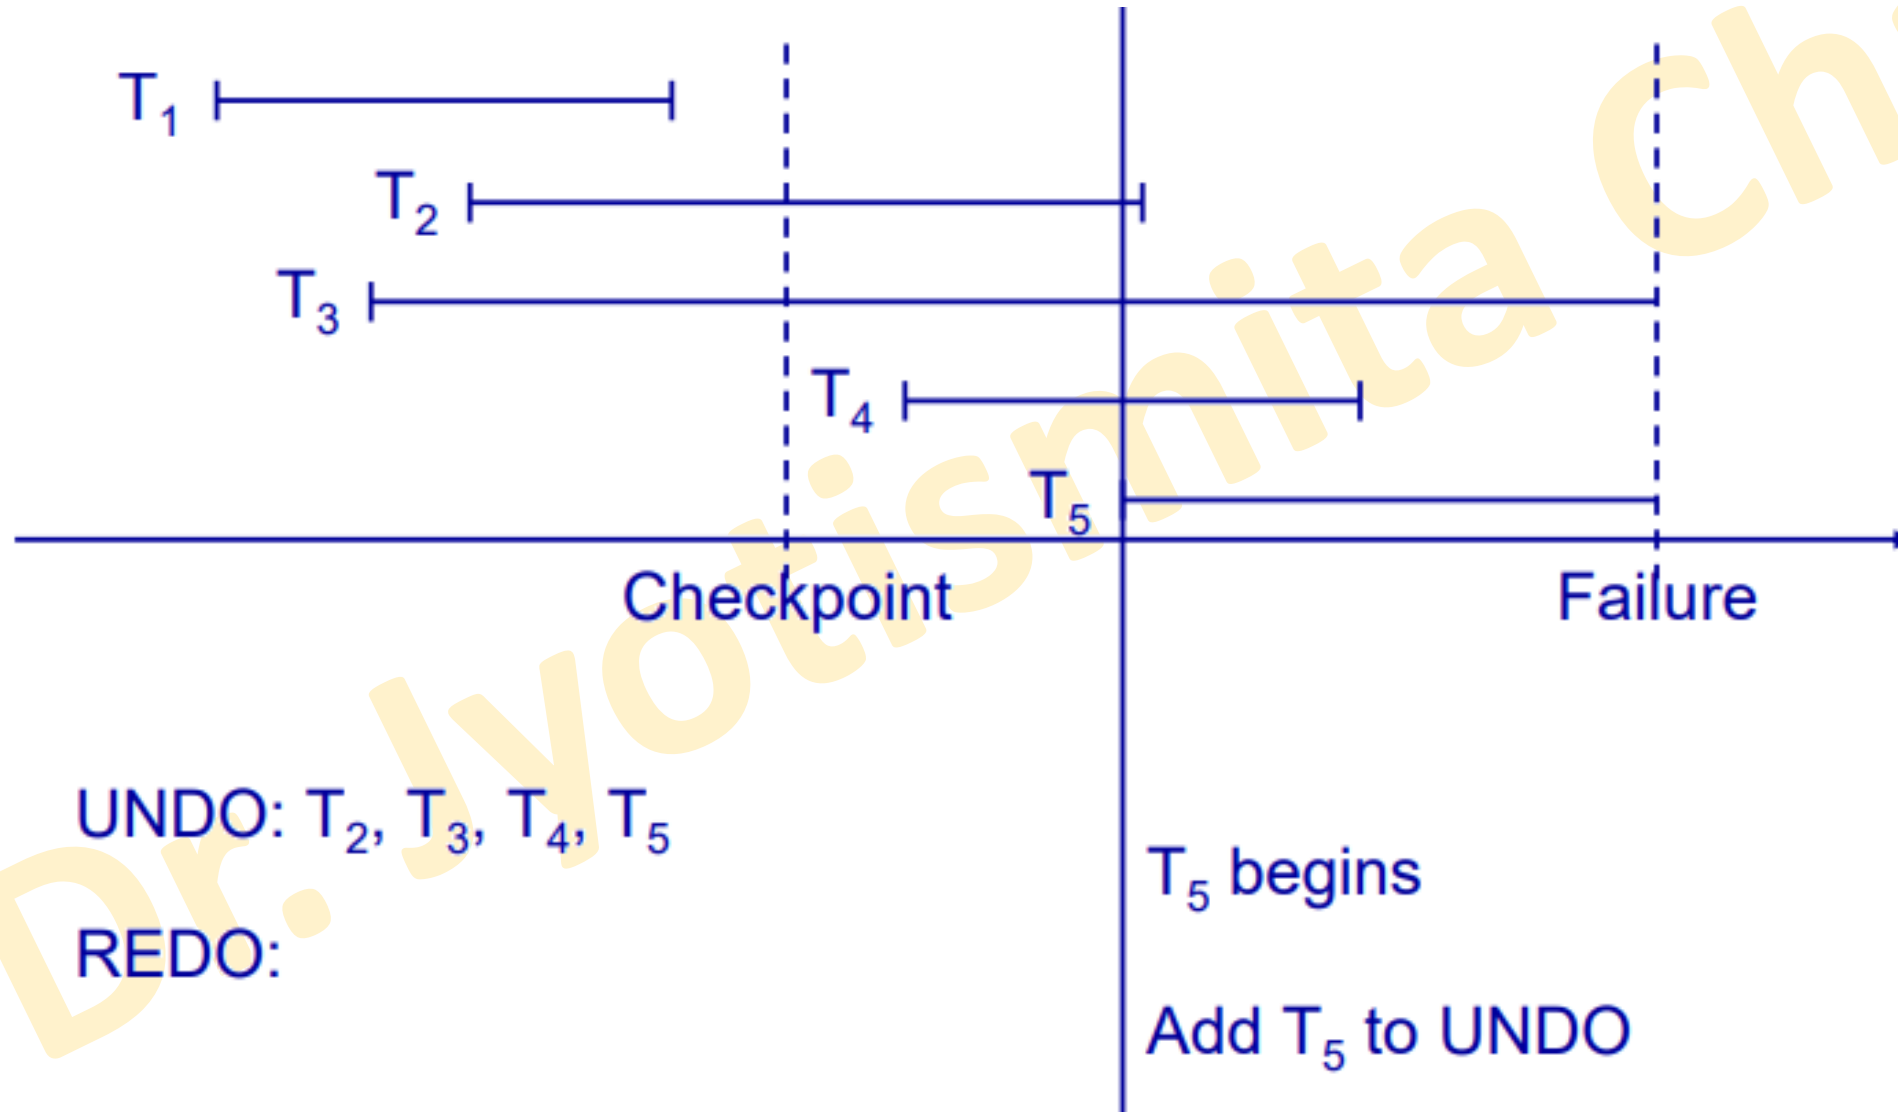 T₁
T₂
T₃
T₄
T₅
Checkpoint
Failure
UNDO: T₂, T₃, T₄, T₅
T₅ begins
REDO:
Add T₅ to UNDO
Dr. Jyotismita Ch